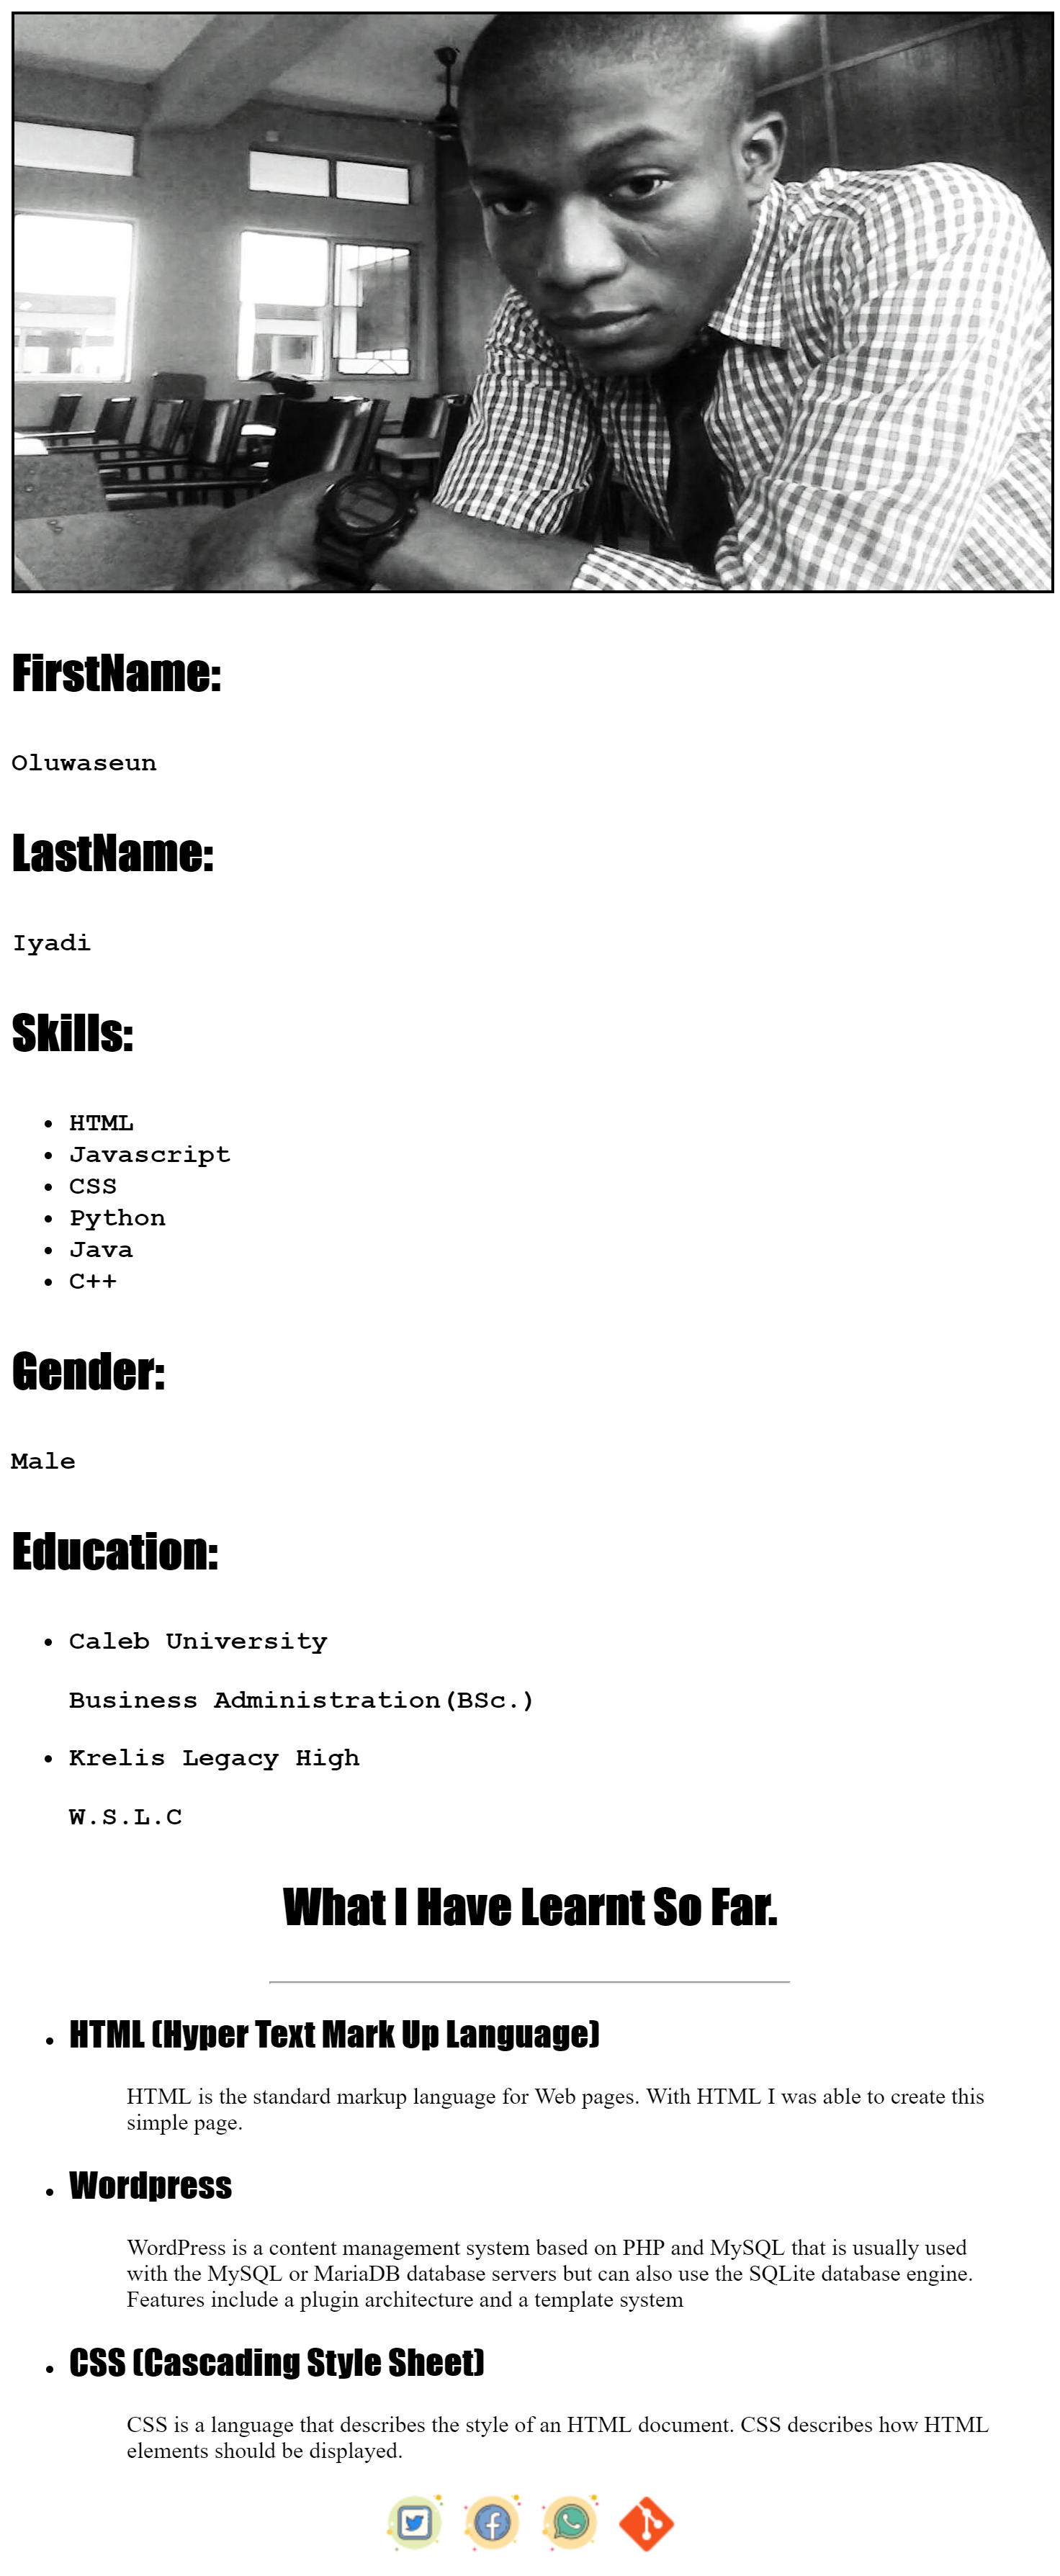 FirstName:
Oluwaseun
LastName:
Iyadi
Skills:
HTML
Javascript
CSS
Python
Java
C++
Gender:
Male
Education:
Caleb University
Business Administration(BSc.)
Krelis Legacy High
W.S.L.C
What I Have Learnt So Far.
HTML (Hyper Text Mark Up Language)
HTML is the standard markup language for Web pages. With HTML I was able to create this
simple page.
Wordpress
WordPress is a content management system based on PHP and MySQL that is usually used
with the MySQL or MariaDB database servers but can also use the SQLite database engine.
Features include a plugin architecture and a template system
CSS (Cascading Style Sheet)
CSS is a language that describes the style of an HTML document. CSS describes how HTML
elements should be displayed.